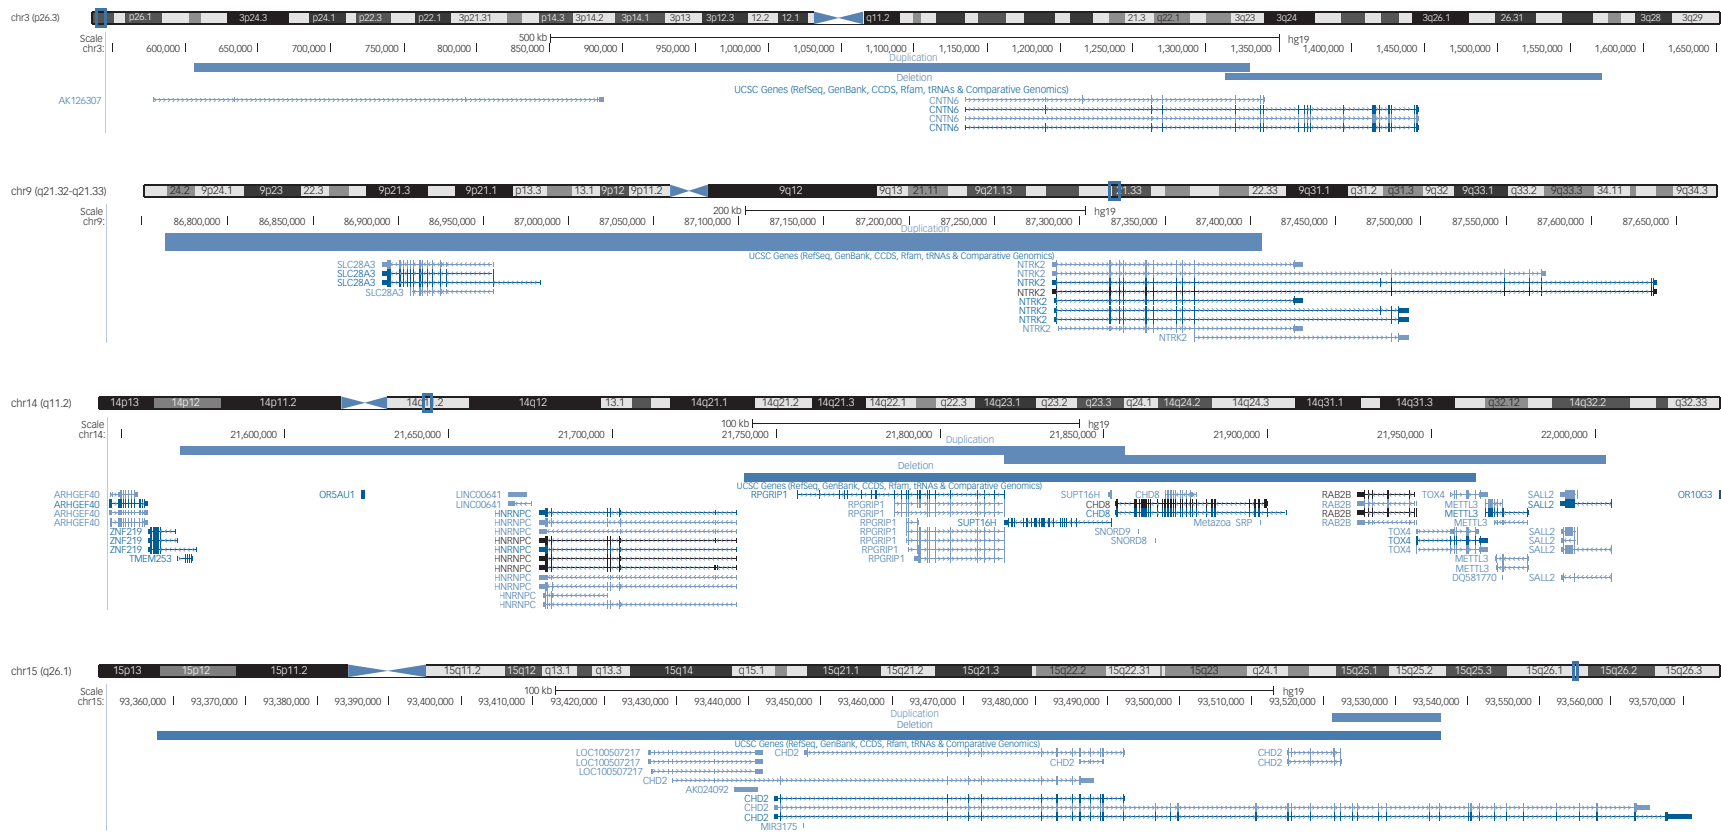 chr3 (p26.3) p26.1 3p24.3 p24.1 p22.3 p22.1 3p21.31 p14.3 3p14.2 3p14.1 3p13 3p12.3 12.2 12.1 q11.2 21.3 q22.1 3q23 3q24 3q26.1 26.31 3q28 3q29
Scale 500 kb hg19
chr3: 600,000 650,000 700,000 750,000 800,000 850,000 900,000 950,000 1,000,000 1,050,000 1,100,000 1,150,000 1,200,000 1,250,000 1,300,000 1,350,000 1,400,000 1,450,000 1,500,000 1,550,000 1,600,000 1,650,000
Duplication
Deletion
UCSC Genes (RefSeq, GenBank, CCDS, Rfam, tRNAs & Comparative Genomics)
AK126307 CNTN6
CNTN6
CNTN6
CNTN6
chr9 (q21.32-q21.33) 24.2 9p24.1 9p23 22.3 9p21.3 9p21.1 p13.3 13.1 9p12 9p11.2 9q12 9q13 21.11 9q21.13 21.33 22.33 9q31.1 q31.2 q31.3 9q32 9q33.1 q33.2 9q33.3 34.11 9q34.3
Scale 200 kb hg19
chr9: 86,800,000 86,850,000 86,900,000 86,950,000 87,000,000 87,050,000 87,100,000 87,150,000 87,200,000 87,250,000 87,300,000 87,350,000 87,400,000 87,450,000 87,500,000 87,550,000 87,600,000 87,650,000
Duplication
UCSC Genes (RefSeq, GenBank, CCDS, Rfam, tRNAs & Comparative Genomics)
SLC28A3 NTRK2
SLC28A3 NTRK2
SLC28A3 NTRK2
SLC28A3 NTRK2
NTRK2
NTRK2
NTRK2
NTRK2
NTRK2
chr14 (q11.2) 14p13 14p12 14p11.2 14q11.2 14q12 13.1 14q21.1 14q21.2 14q21.3 14q22.1 q22.3 14q23.1 q23.2 q23.3 q24.1 14q24.2 14q24.3 14q31.1 14q31.3 q32.12 14q32.2 q32.33
Scale 100 kb hg19
chr14: 21,600,000 21,650,000 21,700,000 21,750,000 21,800,000 21,850,000 21,900,000 21,950,000 22,000,000
Duplication
Deletion
UCSC Genes (RefSeq, GenBank, CCDS, Rfam, tRNAs & Comparative Genomics)
ARHGEF40 OR5AU1 LINC00641 RPGRIP1 SUPT16H CHD8 RAB2B TOX4 SALL2 OR10G3
ARHGEF40 LINC00641 RPGRIP1 CHD8 RAB2B METTL3 SALL2
ARHGEF40 HNRNPC RPGRIP1 CHD8 RAB2B METTL3
ARHGEF40 HNRNPC RPGRIP1 SUPT16H Metazoa SRP RAB2B METTL3
ZNF219 HNRNPC RPGRIP1 SNORD9 TOX4 SALL2
ZNF219 HNRNPC RPGRIP1 SNORD8 TOX4 SALL2
ZNF219 HNRNPC RPGRIP1 TOX4 SALL2
TMEM253 HNRNPC RPGRIP1 METTL3
HNRNPC METTL3
HNRNPC DQ581770 SALL2
HNRNPC
HNRNPC
HNRNPC
chr15 (q26.1) 15p13 15p12 15p11.2 15q11.2 15q12 q13.1 q13.3 15q14 q15.1 15q21.1 15q21.2 15q21.3 15q22.2 15q22.31 15q23 q24.1 15q25.1 15q25.2 15q25.3 15q26.1 15q26.2 15q26.3
Scale 100 kb hg19
chr15: 93,360,000 93,370,000 93,380,000 93,390,000 93,400,000 93,410,000 93,420,000 93,430,000 93,440,000 93,450,000 93,460,000 93,470,000 93,480,000 93,490,000 93,500,000 93,510,000 93,520,000 93,530,000 93,540,000 93,550,000 93,560,000 93,570,000
Duplication
Deletion
UCSC Genes (RefSeq, GenBank, CCDS, Rfam, tRNAs & Comparative Genomics)
LOC100507217 CHD2 CHD2
LOC100507217 CHD2 CHD2
LOC100507217
CHD2
AK024092
CHD2
CHD2
CHD2
MIR3175